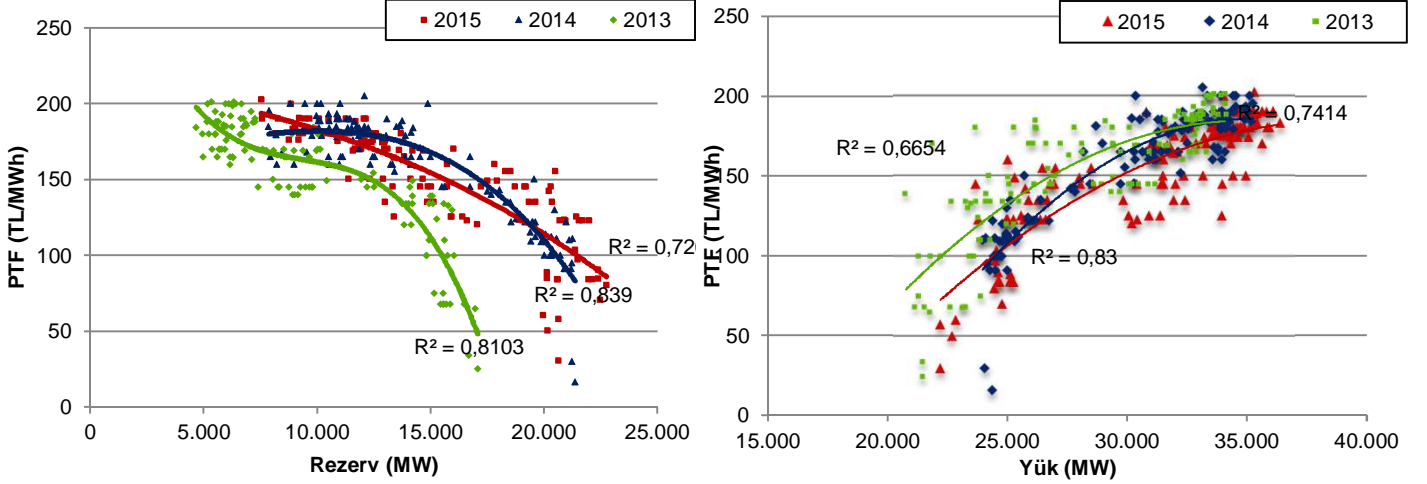 2015 2014 2013
250
200
150
100
50
0
PTF (TL/MWh)
R² = 0,726
R² = 0,839
R² = 0,8103
0 5.000 10.000 15.000 20.000 25.000
Rezerv (MW)
2015 2014 2013
250
200
150
100
50
0
PTF (TL/MWh)
R² = 0,7414
R² = 0,6654
R² = 0,83
15.000 20.000 25.000 30.000 35.000 40.000
Yük (MW)